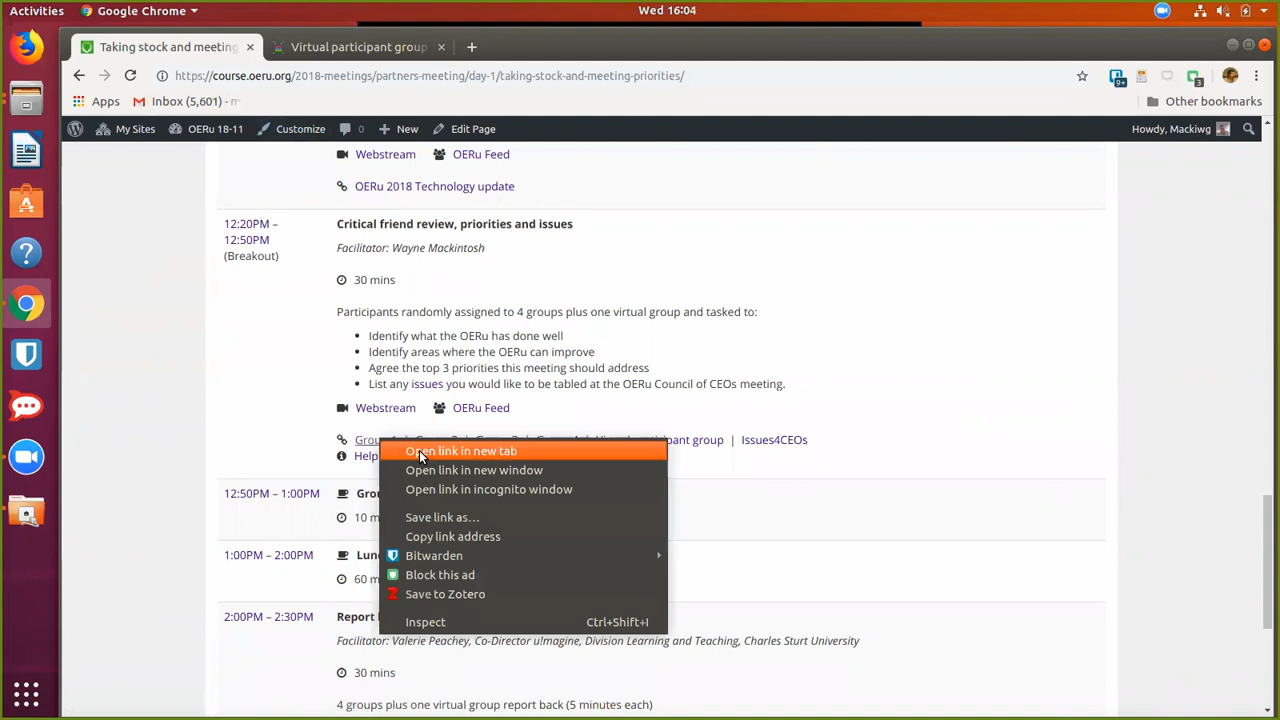 Activities Google Chrome Wed 16:04
Taking stock and meeting Virtual participant group
https://course.oeru.org/2018-meetings/partners-meeting/day-1/taking-stock-and-meeting-priorities/ 9+ 3
Apps Inbox (5,601) - Other bookmarks
My Sites OERu 18-11 Customize 0 New Edit Page Howdy, Mackiwg
Webstream OERu Feed
OERu 2018 Technology update
12:20PM – Critical friend review, priorities and issues
12:50PM
(Breakout) Facilitator: Wayne Mackintosh
30 mins
Participants randomly assigned to 4 groups plus one virtual group and tasked to:
• Identify what the OERu has done well
• Identify areas where the OERu can improve
• Agree the top 3 priorities this meeting should address
• List any issues you would like to be tabled at the OERu Council of CEOs meeting.
Webstream OERu Feed
group | Issues4CEOs
Help
Open link in new tab
Open link in new window
Open link in incognito window
Save link as...
Copy link address
Bitwarden
Block this ad
Save to Zotero
Inspect Ctrl+Shift+I
12:50PM – 1:00PM
10 m
1:00PM – 2:00PM
60 m
2:00PM – 2:30PM Report
Facilitator: Valerie Peachey, Co-Director u!magine, Division Learning and Teaching, Charles Sturt University
30 mins
4 groups plus one virtual group report back (5 minutes each)